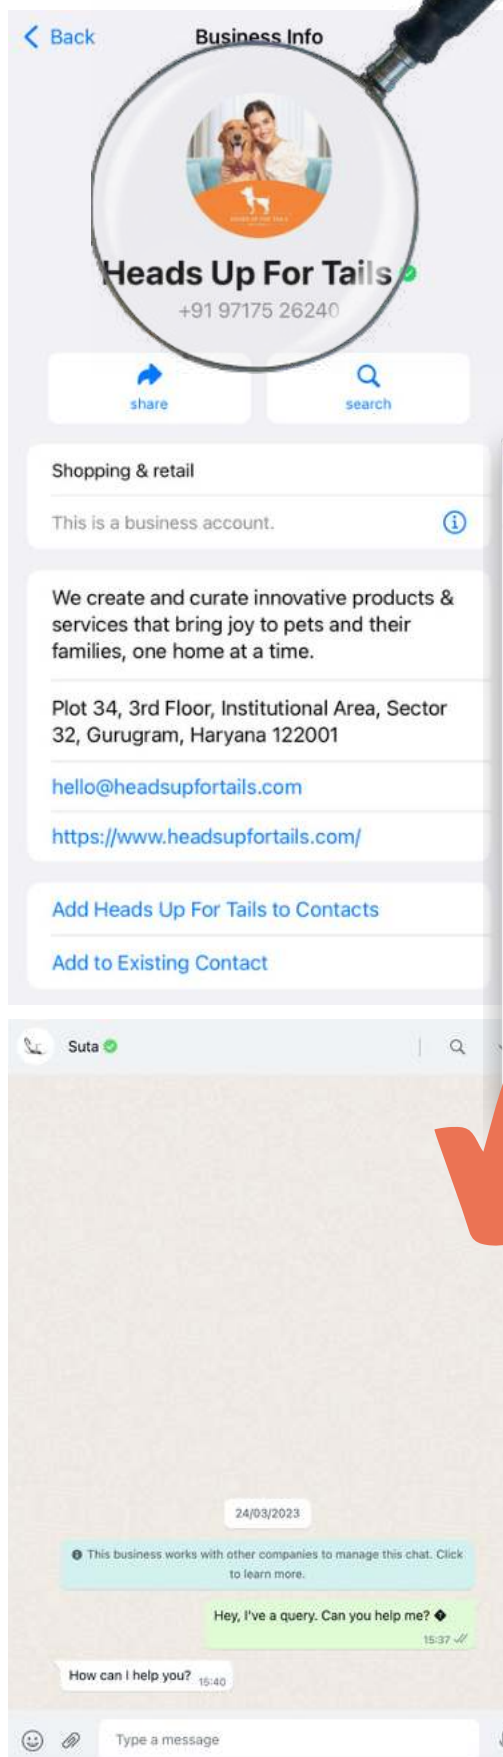 Back
Business Info
HEADS UP FOR TAILS
Heads Up For Tails
+91 97175 26240
share
search
Shopping & retail
This is a business account.
We create and curate innovative products &
services that bring joy to pets and their
families, one home at a time.
Plot 34, 3rd Floor, Institutional Area, Sector
32, Gurugram, Haryana 122001
hello@headsupfortails.com
https://www.headsupfortails.com/
Add Heads Up For Tails to Contacts
Add to Existing Contact
Suta
24/03/2023
This business works with other companies to manage this chat. Click
to learn more.
Hey, I've a query. Can you help me?
15:37
How can I help you? 15:40
Type a message